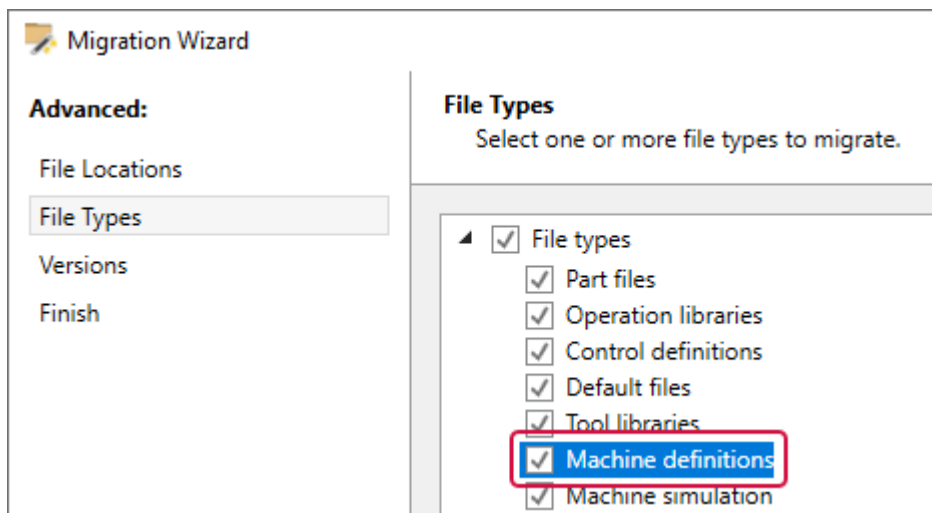 Migration Wizard
Advanced:
File Locations
File Types
Versions
Finish
File Types
Select one or more file types to migrate.
File types
Part files
Operation libraries
Control definitions
Default files
Tool libraries
Machine definitions
Machine simulation